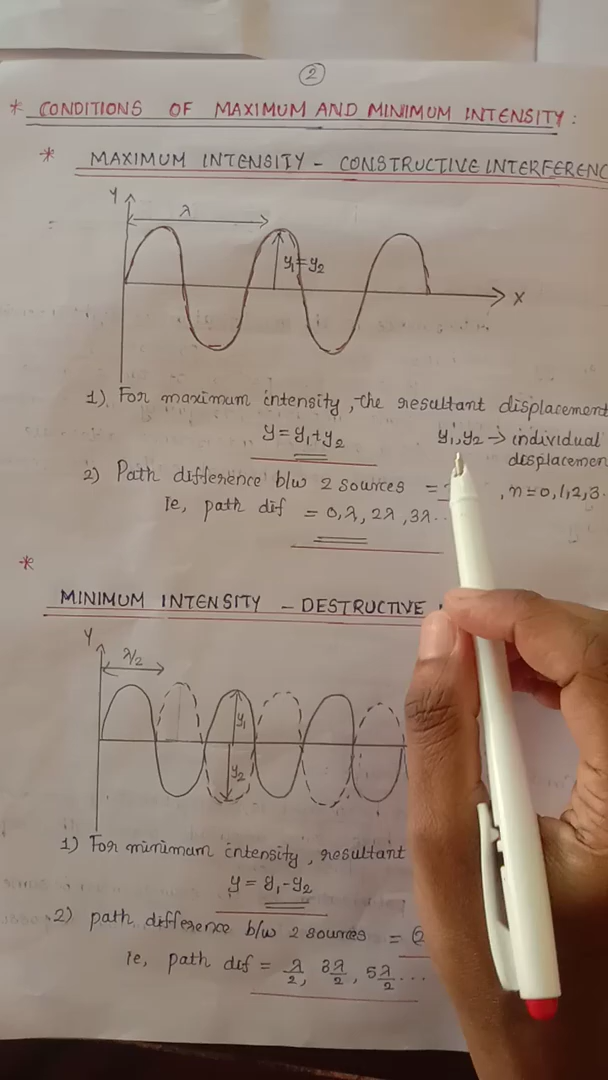 2
* CONDITIONS OF MAXIMUM AND MINIMUM INTENSITY:
* MAXIMUM INTENSITY - CONSTRUCTIVE INTERFERENC
Y
λ
y₁=y₂
X
1) For maximum intensity, the resultant displacement
y = y₁+y₂ y₁,y₂ → individual
displacemen
2) Path difference b/w 2 sources = , n=0,1,2,3.
Ie, path dif = 0,λ,2λ,3λ..
*
MINIMUM INTENSITY - DESTRUCTIVE
Y
λ/2
y₁
y₂
1) For minimum intensity, resultant
y = y₁-y₂
2) path difference b/w 2 sources = (2
Ie, path dif = λ/2, 3λ/2, 5λ/2 ...